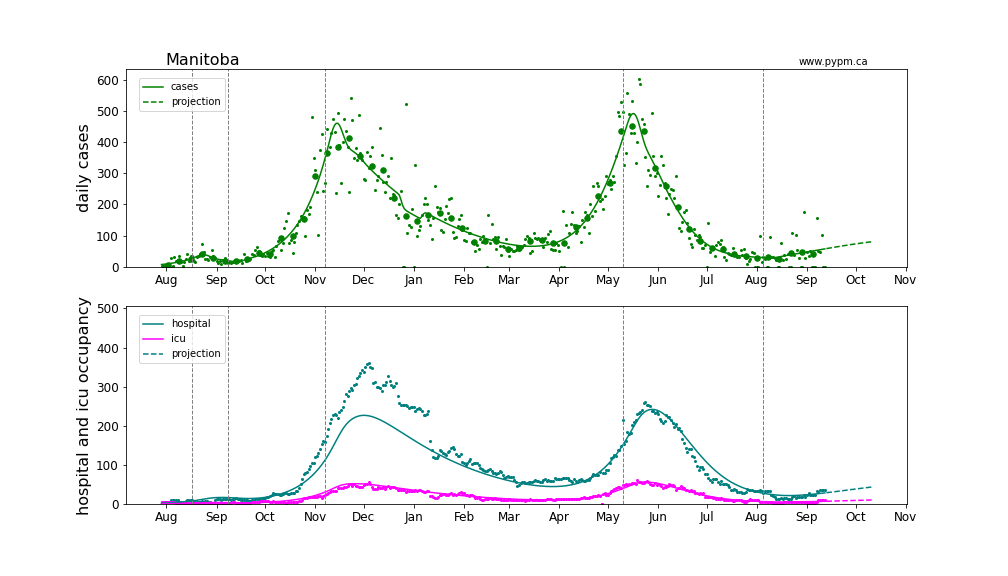 Manitoba
www.pypm.ca
daily cases
600
500
400
300
200
100
0
cases
projection
Aug Sep Oct Nov Dec Jan Feb Mar Apr May Jun Jul Aug Sep Oct Nov
hospital and icu occupancy
500
400
300
200
100
0
hospital
icu
projection
Aug Sep Oct Nov Dec Jan Feb Mar Apr May Jun Jul Aug Sep Oct Nov